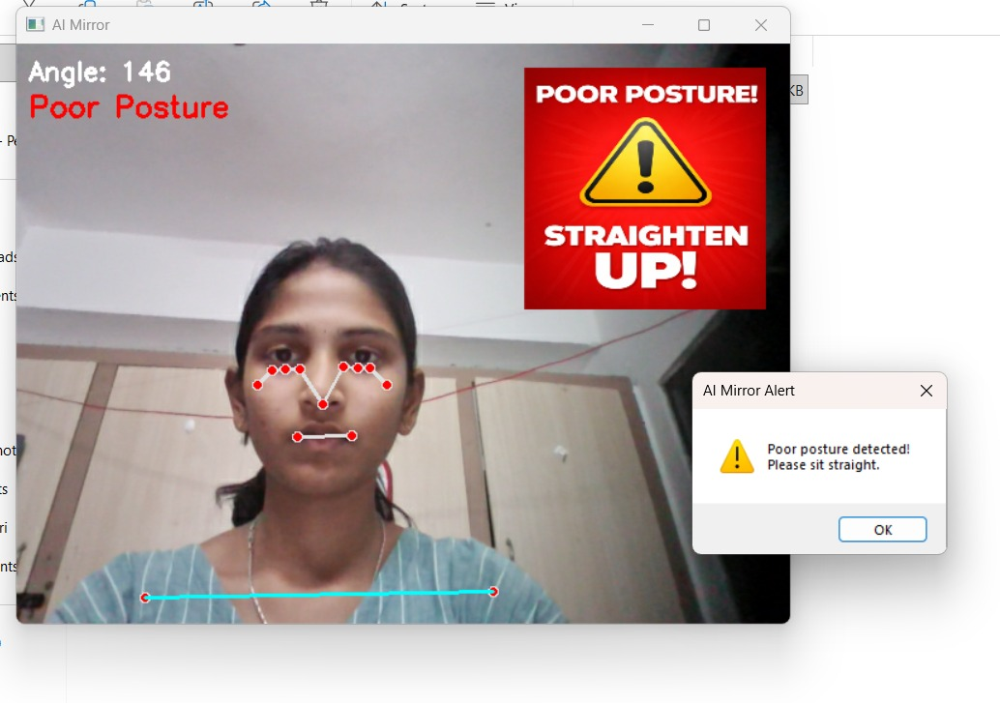 AI Mirror
Angle: 146
Poor Posture
POOR POSTURE!
STRAIGHTEN
UP!
KB
AI Mirror Alert
Poor posture detected!
Please sit straight.
OK